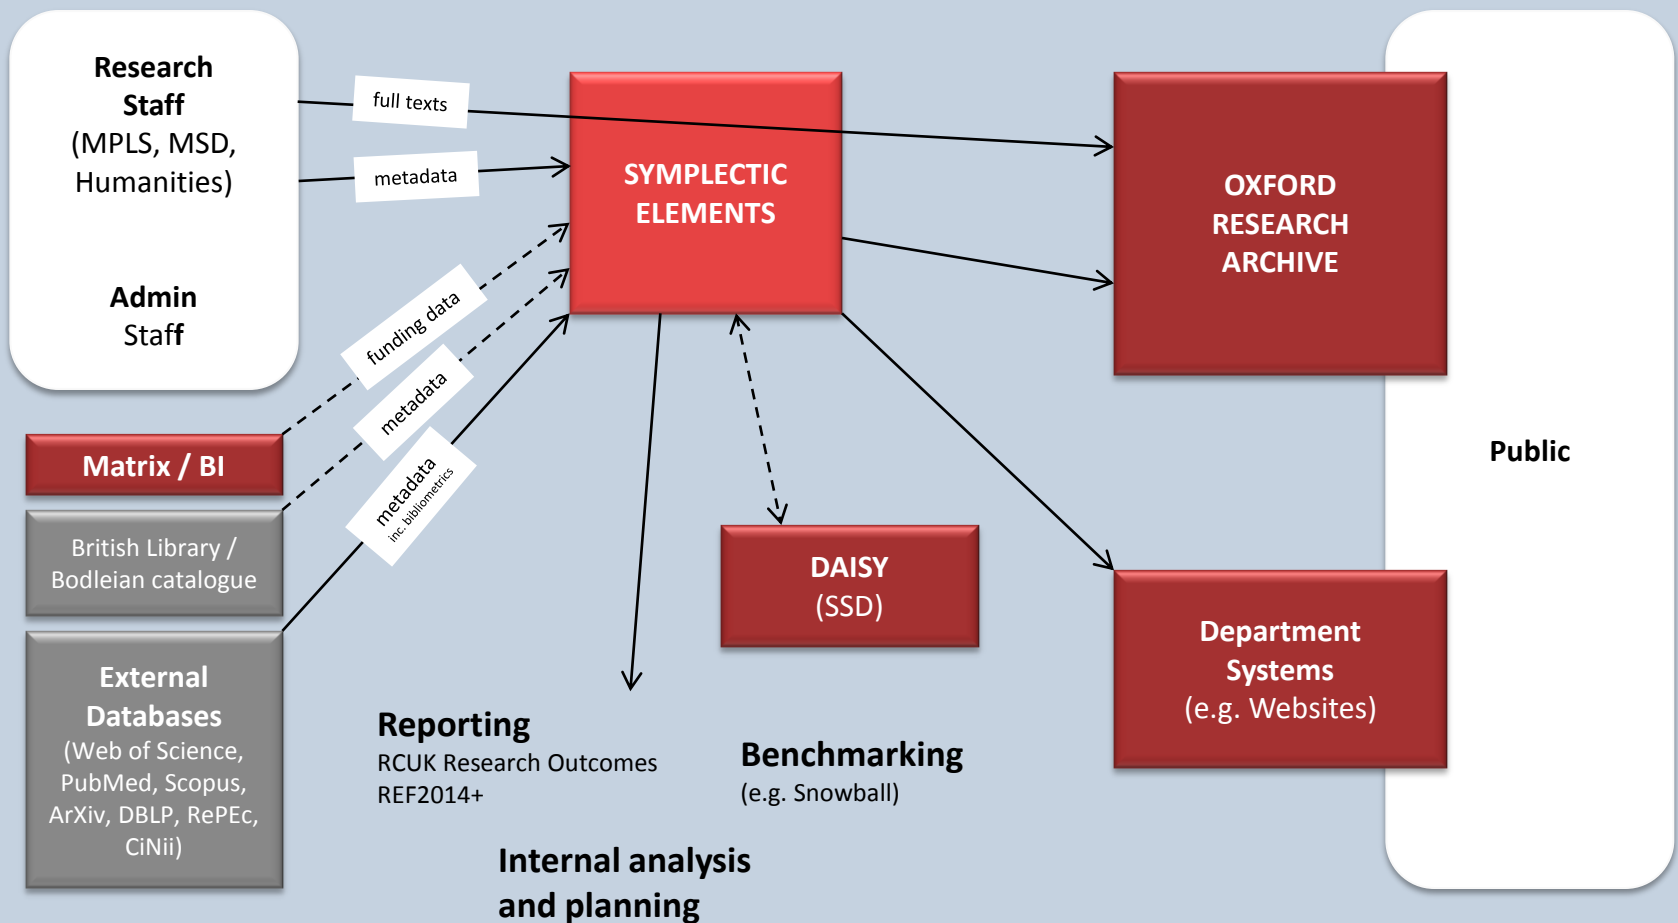 Research
Staff
(MPLS, MSD,
Humanities)
Admin
Staff
full texts
metadata
funding data
metadata
metadata
inc. bibliometrics
Matrix / BI
British Library /
Bodleian catalogue
External
Databases
(Web of Science,
PubMed, Scopus,
ArXiv, DBLP, RePEc,
CiNii)
SYMPLECTIC
ELEMENTS
DAISY
(SSD)
Reporting
RCUK Research Outcomes
REF2014+
Benchmarking
(e.g. Snowball)
Internal analysis
and planning
OXFORD
RESEARCH
ARCHIVE
Department
Systems
(e.g. Websites)
Public